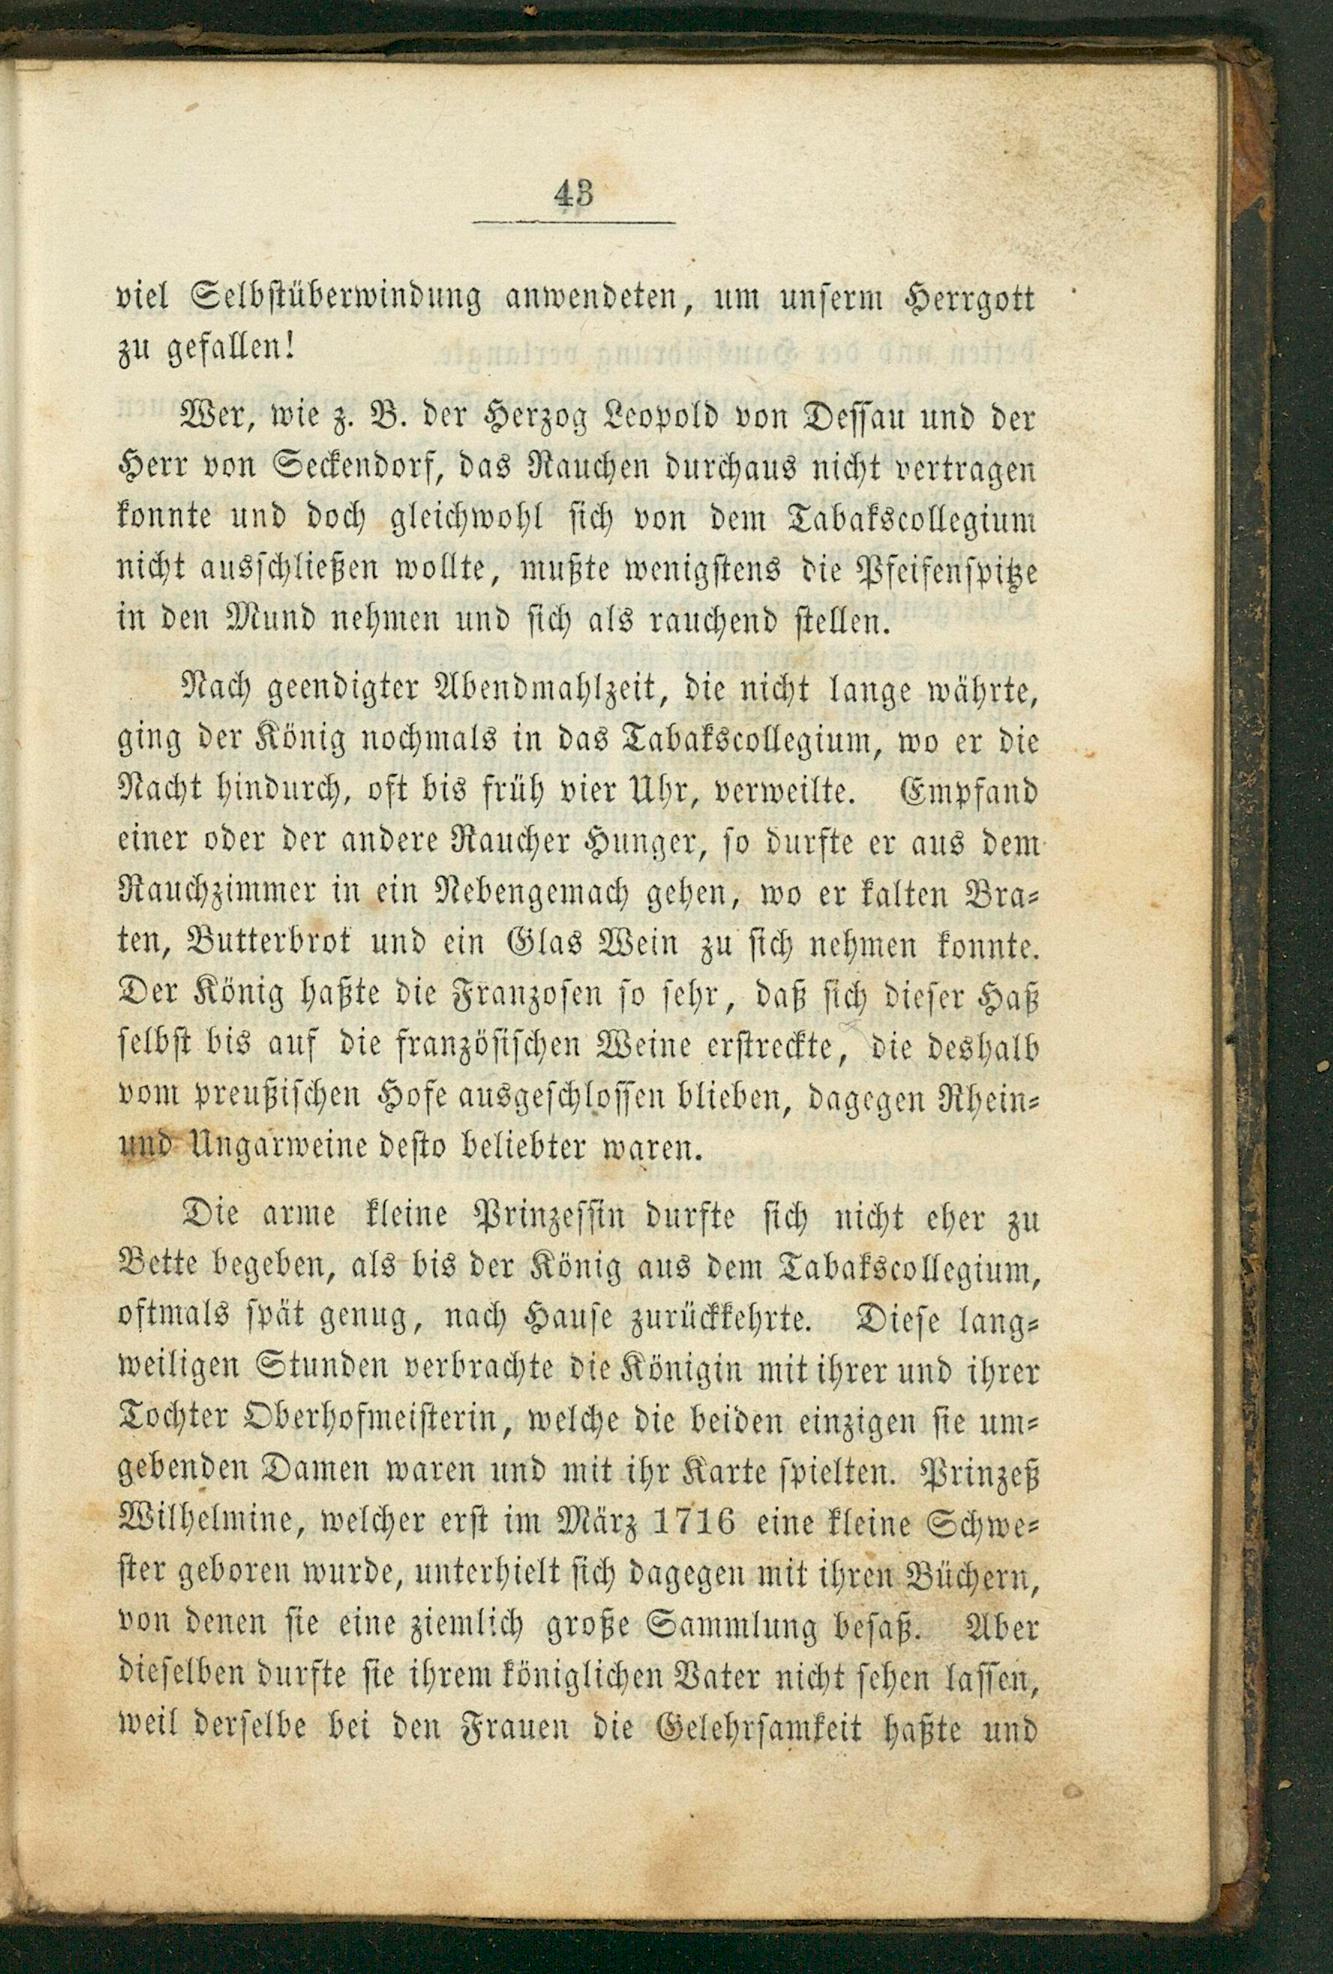 43
viel Selbstüberwindung anwendeten, um unserm Herrgott
zu gefallen!
Wer, wie z. B. der Herzog Leopold von Dessau und der
Herr von Seckendorf, das Rauchen durchaus nicht vertragen
konnte und doch gleichwohl sich von dem Tabakscollegium
nicht ausschließen wollte, mußte wenigstens die Pfeifenspitze
in den Mund nehmen und sich als rauchend stellen.
Nach geendigter Abendmahlzeit, die nicht lange währte,
ging der König nochmals in das Tabakscollegium, wo er die
Nacht hindurch, oft bis früh vier Uhr, verweilte. Empfand
einer oder der andere Raucher Hunger, so durfte er aus dem
Rauchzimmer in ein Nebengemach gehen, wo er kalten Bra-
ten, Butterbrot und ein Glas Wein zu sich nehmen konnte.
Der König haßte die Franzosen so sehr, daß sich dieser Haß
selbst bis auf die französischen Weine erstreckte, die deshalb
vom preußischen Hofe ausgeschlossen blieben, dagegen Rhein-
und Ungarweine desto beliebter waren.
Die arme kleine Prinzessin durfte sich nicht eher zu
Bette begeben, als bis der König aus dem Tabakscollegium,
oftmals spät genug, nach Hause zurückkehrte. Diese lang-
weiligen Stunden verbrachte die Königin mit ihrer und ihrer
Tochter Oberhofmeisterin, welche die beiden einzigen sie um-
gebenden Damen waren und mit ihr Karte spielten. Prinzeß
Wilhelmine, welcher erst im März 1716 eine kleine Schwe-
ster geboren wurde, unterhielt sich dagegen mit ihren Büchern,
von denen sie eine ziemlich große Sammlung besaß. Aber
dieselben durfte sie ihrem königlichen Vater nicht sehen lassen,
weil derselbe bei den Frauen die Gelehrsamkeit haßte und